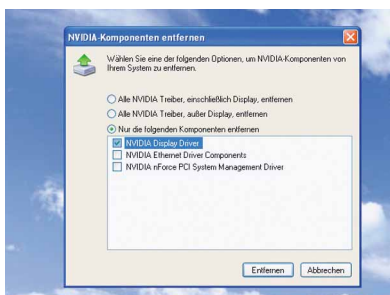 NVIDIA-Komponenten entfernen
Wählen Sie eine der folgenden Optionen, um NVIDIA-Komponenten von
Ihrem System zu entfernen.
Alle NVIDIA Treiber, einschließlich Display, entfernen
Alle NVIDIA Treiber, außer Display, entfernen
Nur die folgenden Komponenten entfernen
NVIDIA Display Driver
NVIDIA Ethernet Driver Components
NVIDIA nForce PCI System Management Driver
Entfernen Abbrechen